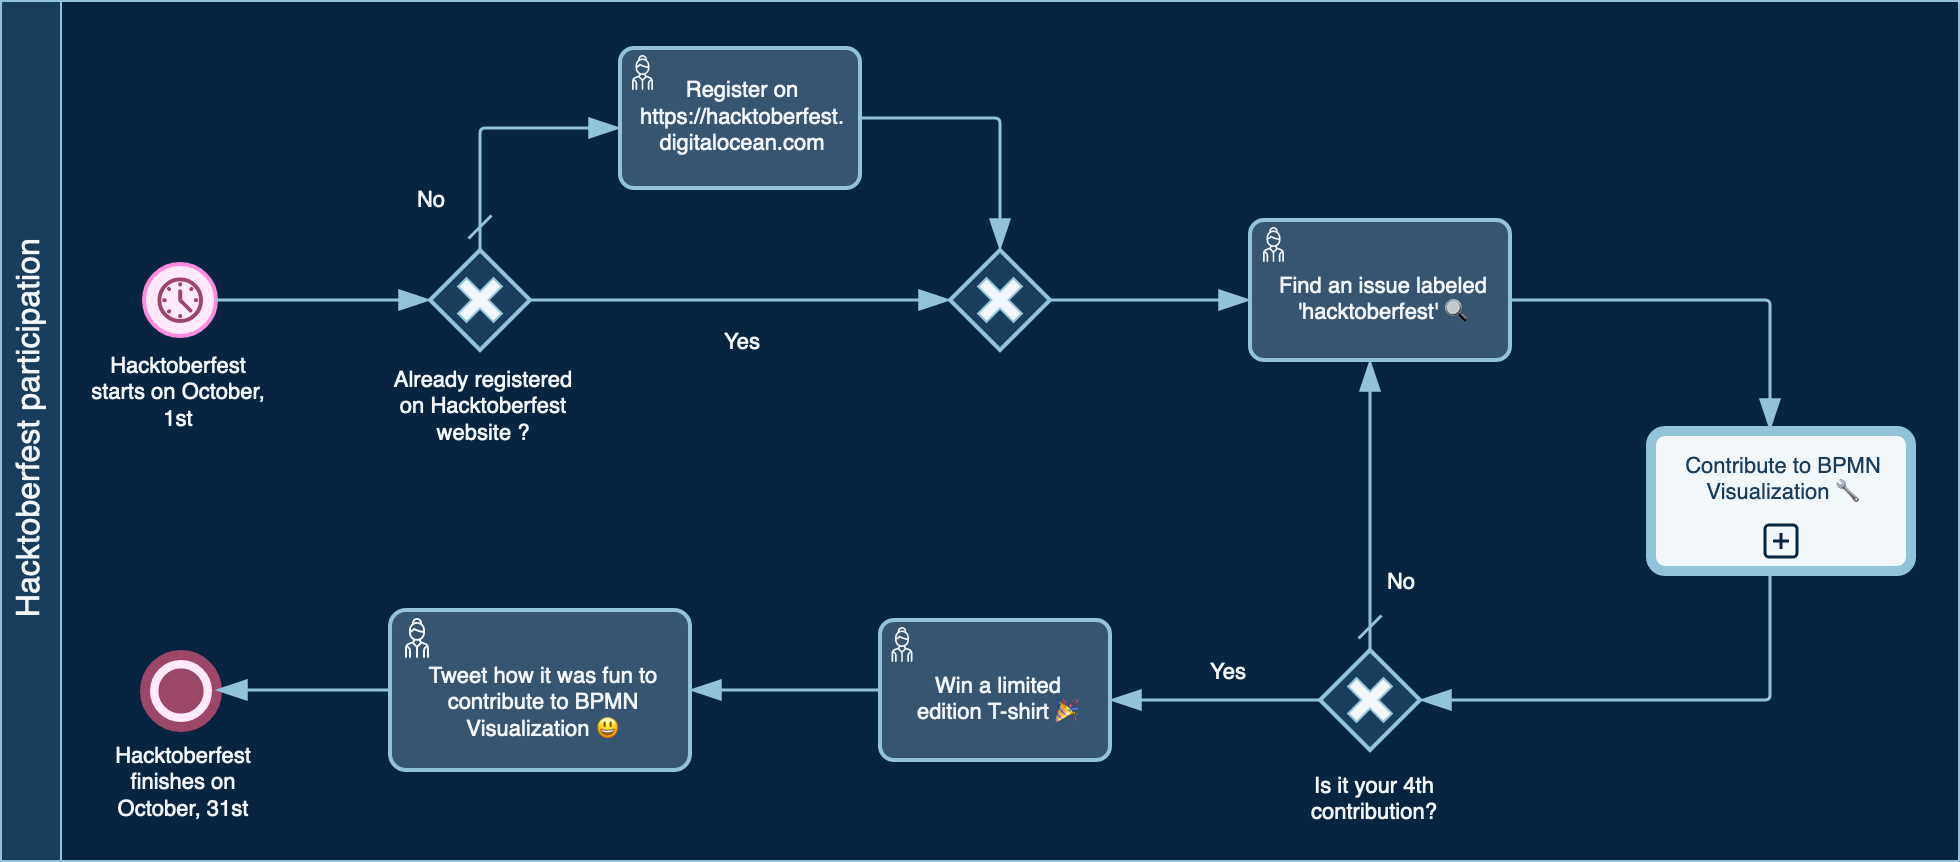 Hacktoberfest participation
Hacktoberfest
starts on October,
1st
Already registered
on Hacktoberfest
website ?
No
Register on
https://hacktoberfest.
digitalocean.com
Yes
Find an issue labeled
'hacktoberfest' 🔍
Contribute to BPMN
Visualization 🔧
Is it your 4th
contribution?
No
Yes
Win a limited
edition T-shirt 🎉
Tweet how it was fun to
contribute to BPMN
Visualization 😃
Hacktoberfest
finishes on
October, 31st